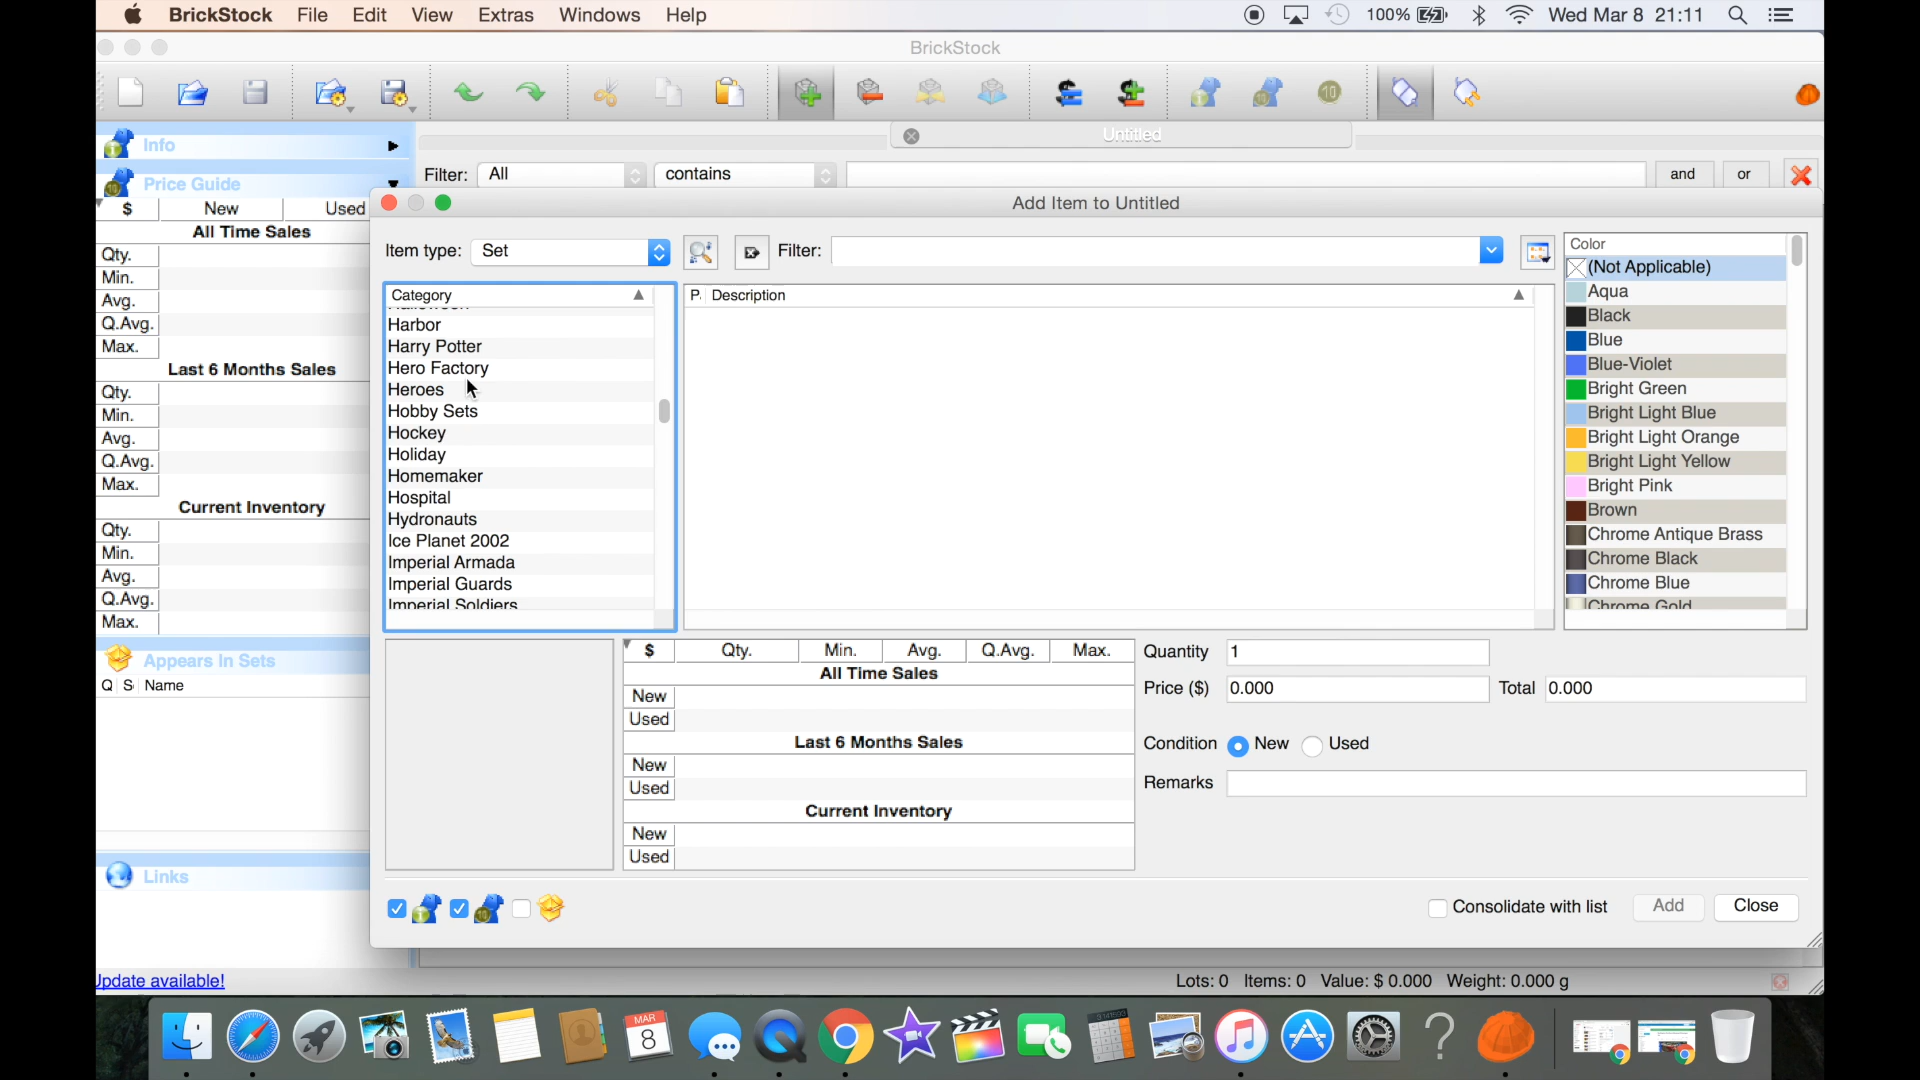 BrickStock File Edit View Extras Windows Help 100% Wed Mar 8 21:11
BrickStock
Info
Untitled
Price Guide
Filter: All contains and or
$ New Used
All Time Sales
Qty.
Min.
Avg.
Q.Avg.
Max.
Last 6 Months Sales
Qty.
Min.
Avg.
Q.Avg.
Max.
Current Inventory
Qty.
Min.
Avg.
Q.Avg.
Max.
Appears In Sets
Q S Name
Links
Update available!
Add Item to Untitled
Item type: Set Filter:
Category
Halloween
Harbor
Harry Potter
Hero Factory
Heroes
Hobby Sets
Hockey
Holiday
Homemaker
Hospital
Hydronauts
Ice Planet 2002
Imperial Armada
Imperial Guards
Imperial Soldiers
P. Description
Color
(Not Applicable)
Aqua
Black
Blue
Blue-Violet
Bright Green
Bright Light Blue
Bright Light Orange
Bright Light Yellow
Bright Pink
Brown
Chrome Antique Brass
Chrome Black
Chrome Blue
Chrome Gold
$ Qty. Min. Avg. Q.Avg. Max.
All Time Sales
New
Used
Last 6 Months Sales
New
Used
Current Inventory
New
Used
Quantity 1
Price ($) 0.000 Total 0.000
Condition New Used
Remarks
Consolidate with list Add Close
Lots: 0 Items: 0 Value: $ 0.000 Weight: 0.000 g
MAR
8